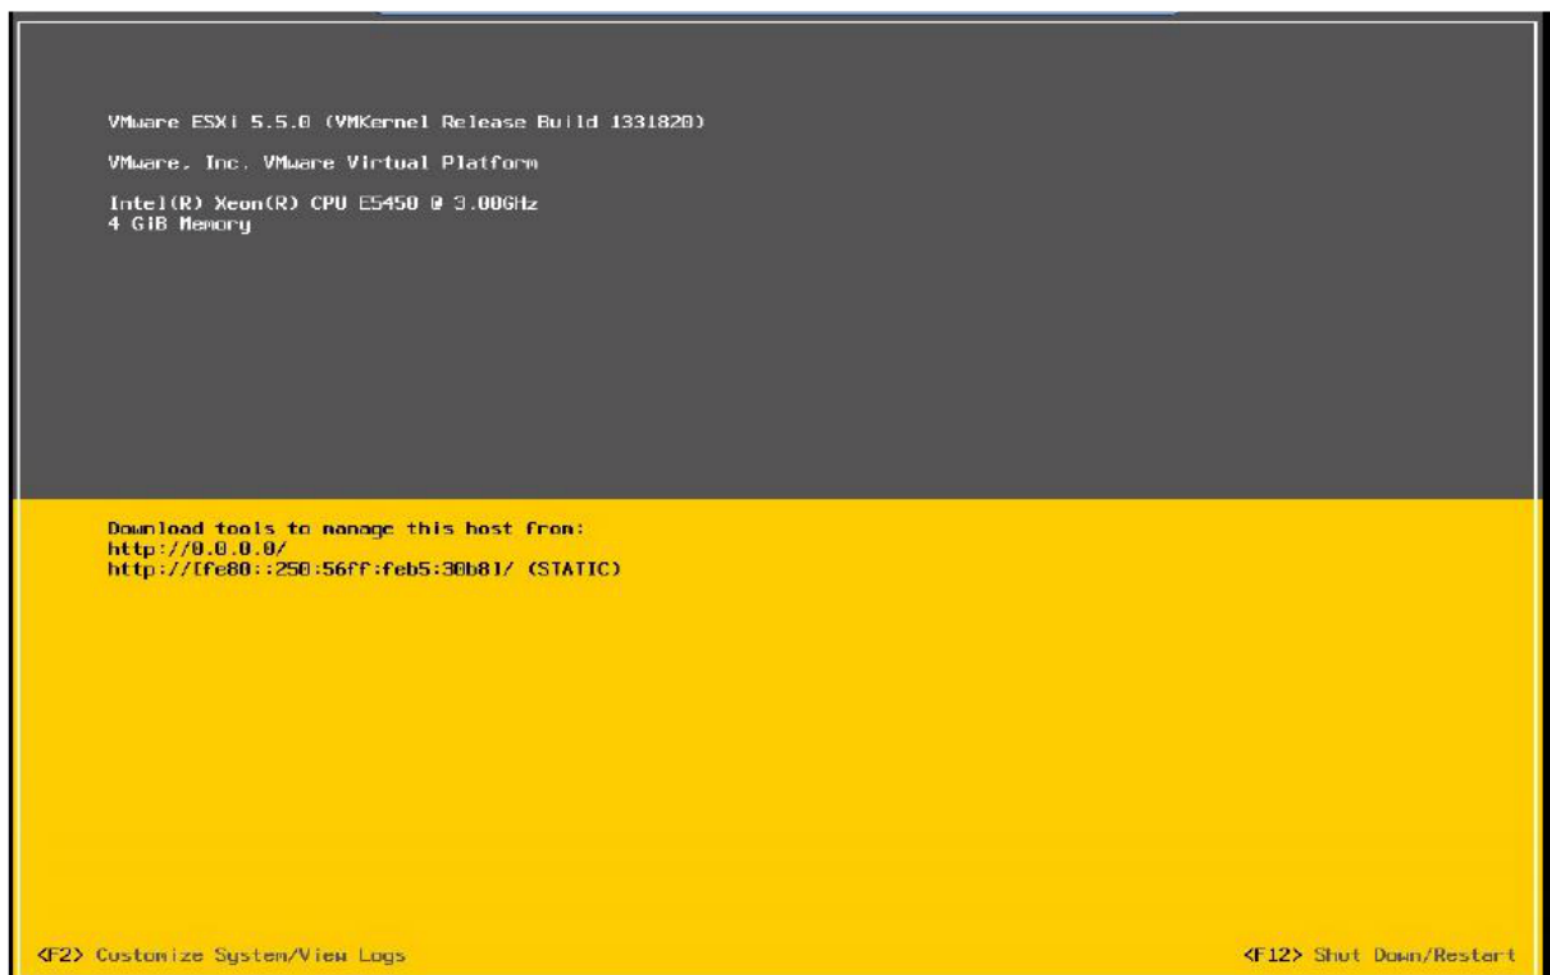 VMware ESXi 5.5.0 (VMKernel Release Build 1331820)
VMware, Inc. VMware Virtual Platform
Intel(R) Xeon(R) CPU E5450 @ 3.00GHz
4 GiB Memory
Download tools to manage this host from:
http://0.0.0.0/
http://[fe80::250:56ff:feb5:30b8]/ (STATIC)
<F2> Customize System/View Logs
<F12> Shut Down/Restart